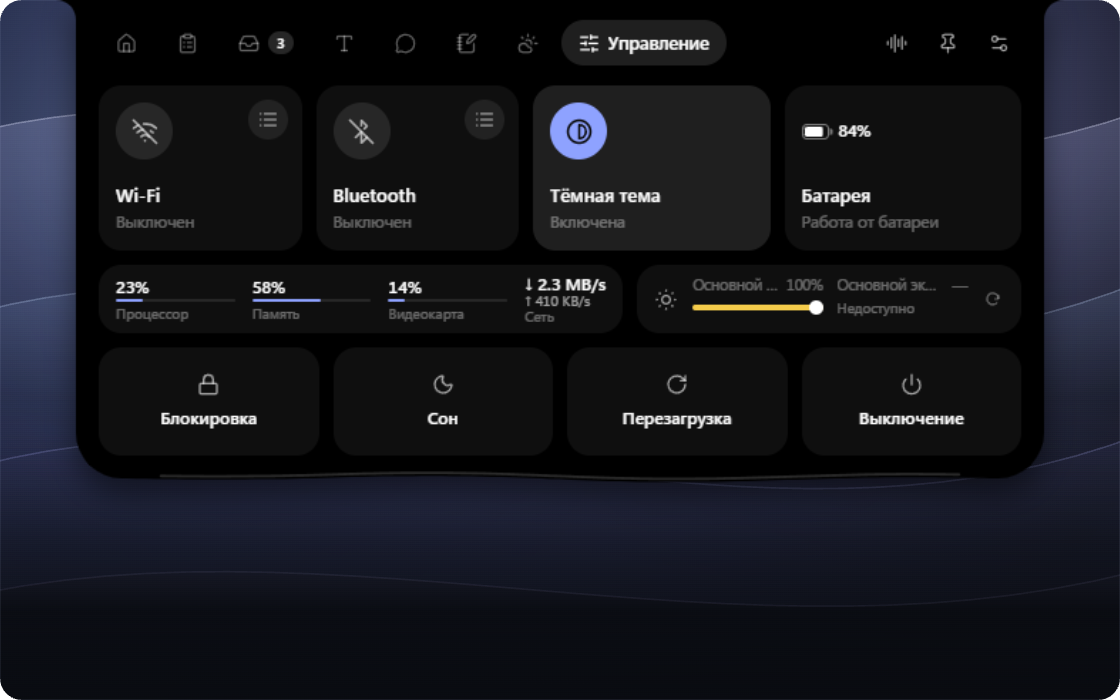 3
Управление
84%
Wi-Fi
Выключен
Bluetooth
Выключен
Тёмная тема
Включена
Батарея
Работа от батареи
23%
Процессор
58%
Память
14%
Видеокарта
↓ 2.3 MB/s
↑ 410 KB/s
Сеть
Основной ... 100%
Основной эк... —
Недоступно
Блокировка
Сон
Перезагрузка
Выключение